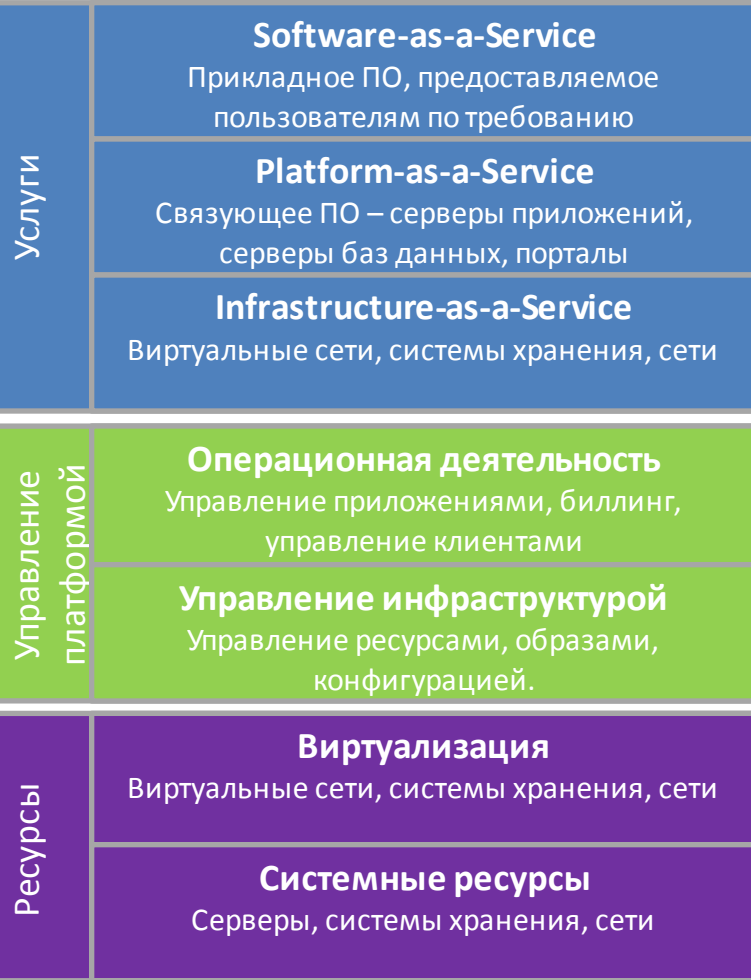 Услуги
Software-as-a-Service
Прикладное ПО, предоставляемое
пользователям по требованию
Platform-as-a-Service
Связующее ПО – серверы приложений,
серверы баз данных, порталы
Infrastructure-as-a-Service
Виртуальные сети, системы хранения, сети
Управление
платформой
Операционная деятельность
Управление приложениями, биллинг,
управление клиентами
Управление инфраструктурой
Управление ресурсами, образами,
конфигурацией.
Ресурсы
Виртуализация
Виртуальные сети, системы хранения, сети
Системные ресурсы
Серверы, системы хранения, сети